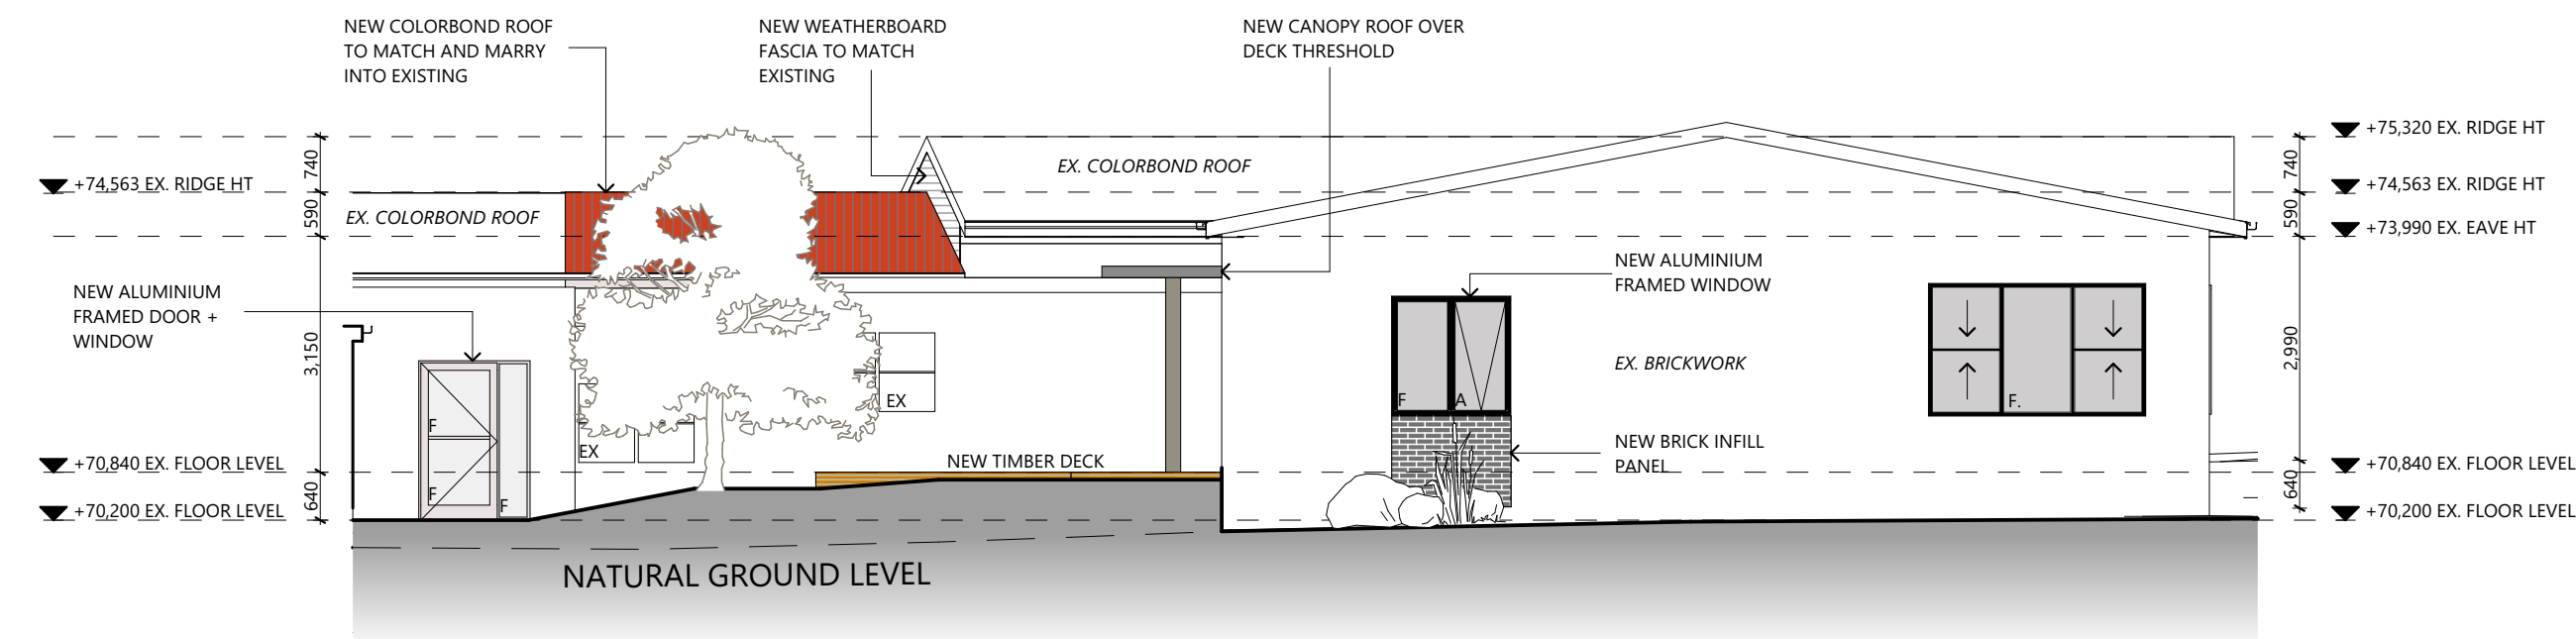 NEW COLORBOND ROOF
TO MATCH AND MARRY
INTO EXISTING
NEW WEATHERBOARD
FASCIA TO MATCH
EXISTING
NEW CANOPY ROOF OVER
DECK THRESHOLD
+75,320 EX. RIDGE HT
740
740
EX. COLORBOND ROOF
+74,563 EX. RIDGE HT
+74,563 EX. RIDGE HT
590
EX. COLORBOND ROOF
590
+73,990 EX. EAVE HT
NEW ALUMINIUM
FRAMED WINDOW
NEW ALUMINIUM
FRAMED DOOR +
WINDOW
3,150
2,990
EX. BRICKWORK
F
A
F.
EX
F
EX
NEW BRICK INFILL
PANEL
NEW TIMBER DECK
+70,840 EX. FLOOR LEVEL
+70,840 EX. FLOOR LEVEL
640
F
F
640
+70,200 EX. FLOOR LEVEL
+70,200 EX. FLOOR LEVEL
NATURAL GROUND LEVEL